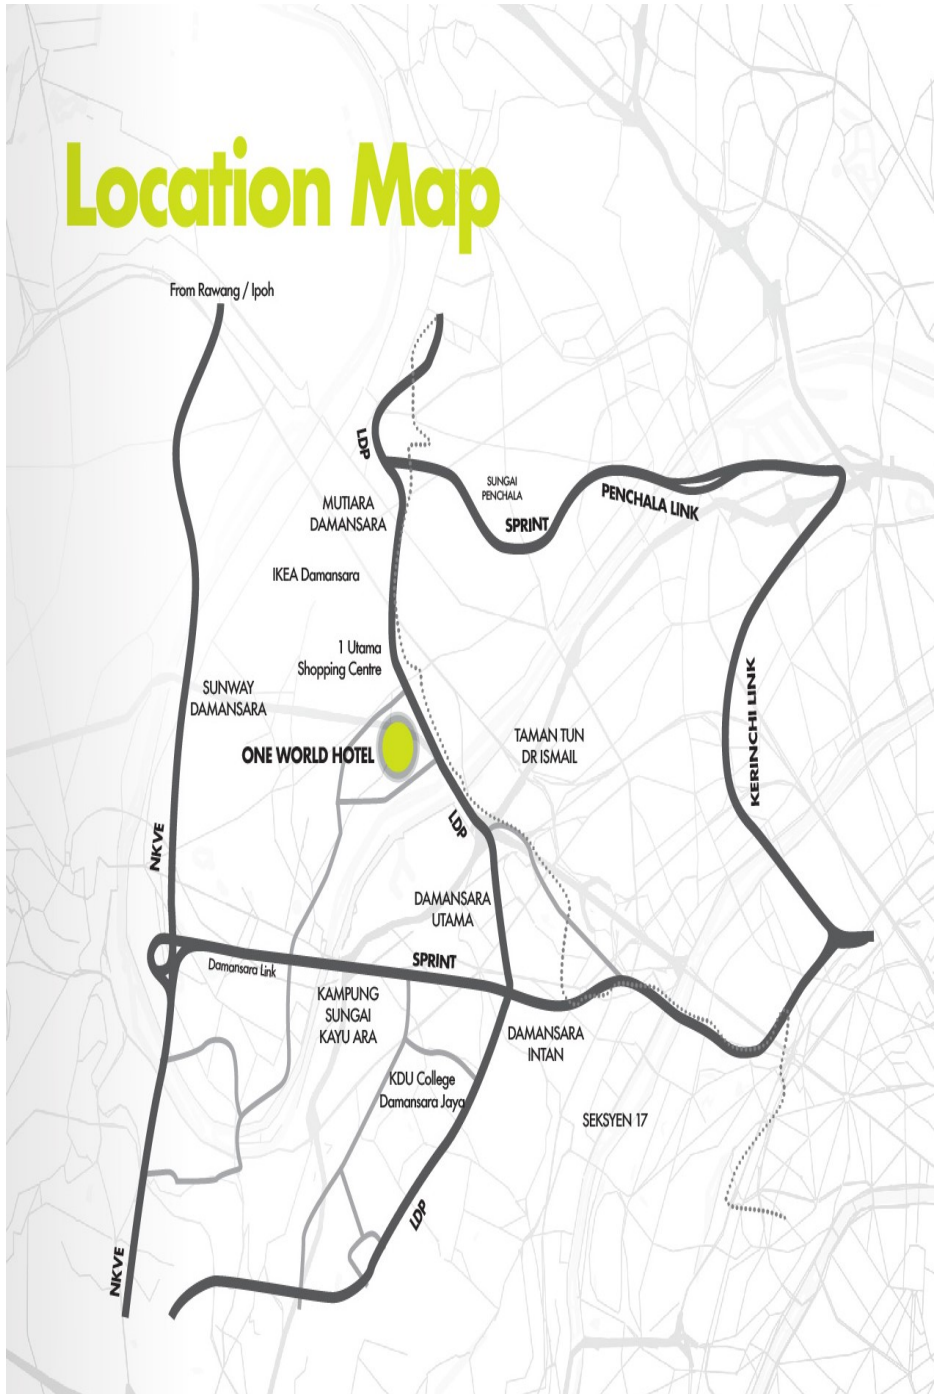 Location Map
From Rawang / Ipoh
LDP
SUNGAI
PENCHALA
PENCHALA LINK
MUTIARA
DAMANSARA
SPRINT
IKEA Damansara
1 Utama
Shopping Centre
SUNWAY
DAMANSARA
KERINCHI LINK
TAMAN TUN
DR ISMAIL
ONE WORLD HOTEL
LDP
NKVE
DAMANSARA
UTAMA
SPRINT
Damansara Link
KAMPUNG
SUNGAI
KAYU ARA
DAMANSARA
INTAN
KDU College
Damansara Jaya
SEKSYEN 17
LDP
NKVE